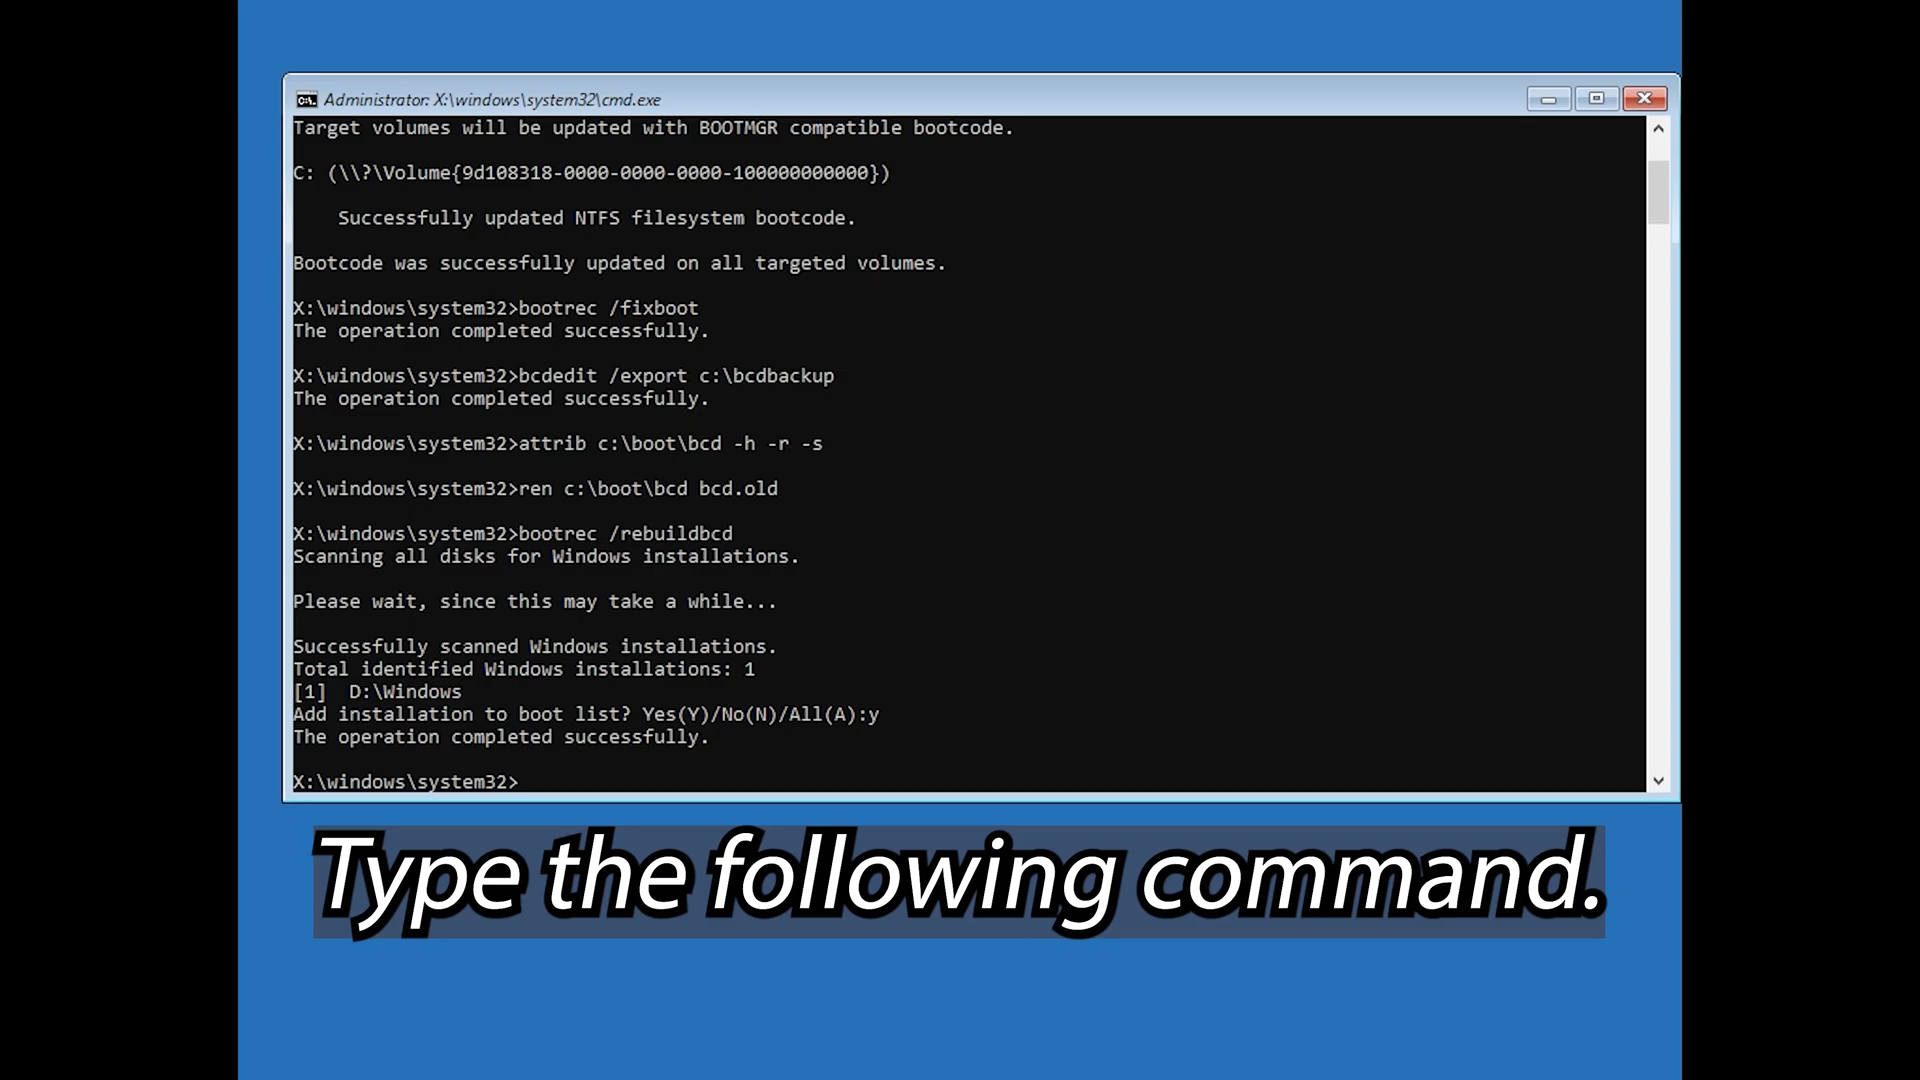 Administrator: X:\windows\system32\cmd.exe
Target volumes will be updated with BOOTMGR compatible bootcode.
C: (\\?\Volume{9d108318-0000-0000-0000-100000000000})
Successfully updated NTFS filesystem bootcode.
Bootcode was successfully updated on all targeted volumes.
X:\windows\system32>bootrec /fixboot
The operation completed successfully.
X:\windows\system32>bcdedit /export c:\bcdbackup
The operation completed successfully.
X:\windows\system32>attrib c:\boot\bcd -h -r -s
X:\windows\system32>ren c:\boot\bcd bcd.old
X:\windows\system32>bootrec /rebuildbcd
Scanning all disks for Windows installations.
Please wait, since this may take a while...
Successfully scanned Windows installations.
Total identified Windows installations: 1
[1]  D:\Windows
Add installation to boot list? Yes(Y)/No(N)/All(A):y
The operation completed successfully.
X:\windows\system32>
Type the following command.